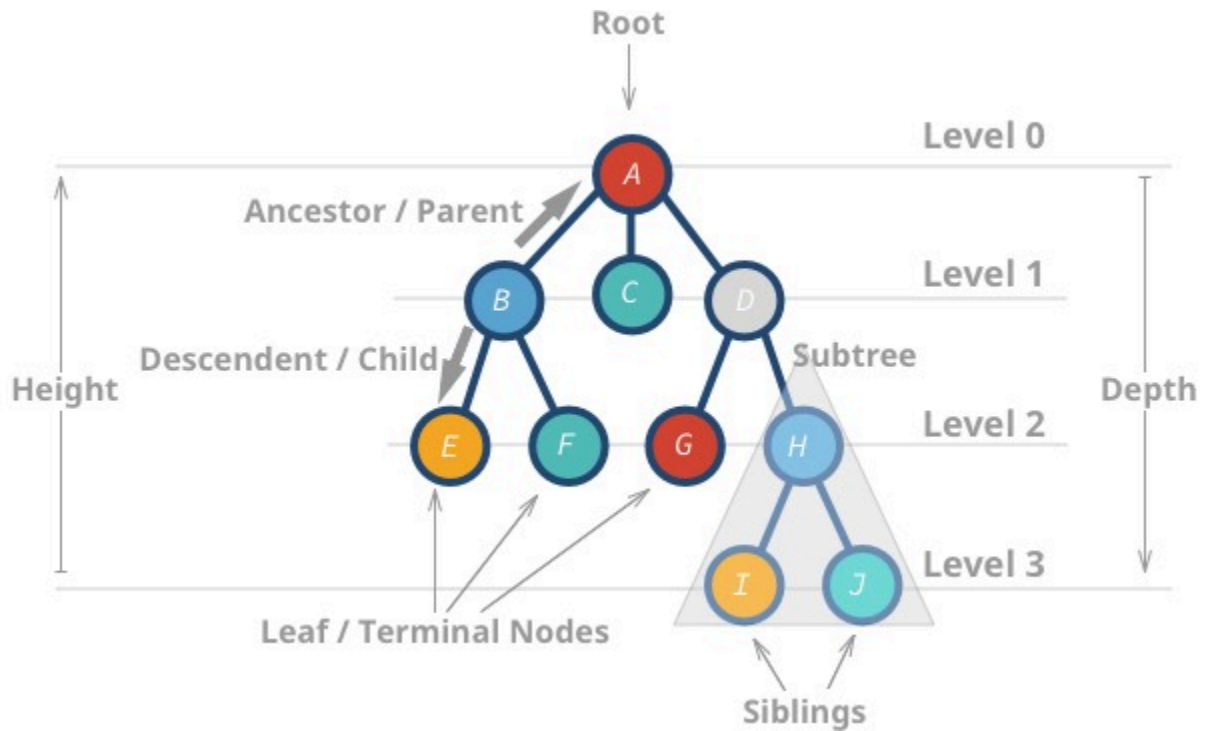 Root
Level 0
A
Ancestor / Parent
Level 1
B
C
D
Descendent / Child
Subtree
Height
Depth
Level 2
E
F
G
H
Level 3
I
J
Leaf / Terminal Nodes
Siblings